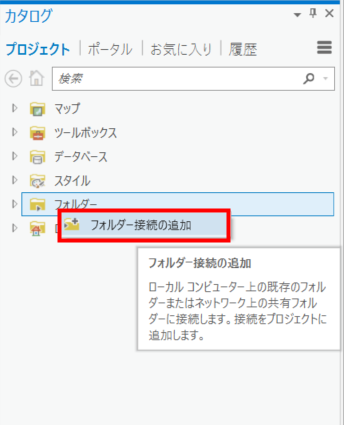 カタログ
プロジェクト | ポータル | お気に入り | 履歴
検索
マップ
ツールボックス
データベース
スタイル
フォルダー
フォルダー接続の追加
フォルダー接続の追加
ローカル コンピューター上の既存のフォル
ダーまたはネットワーク上の共有フォル
ダーに接続します。接続をプロジェクトに
追加します。